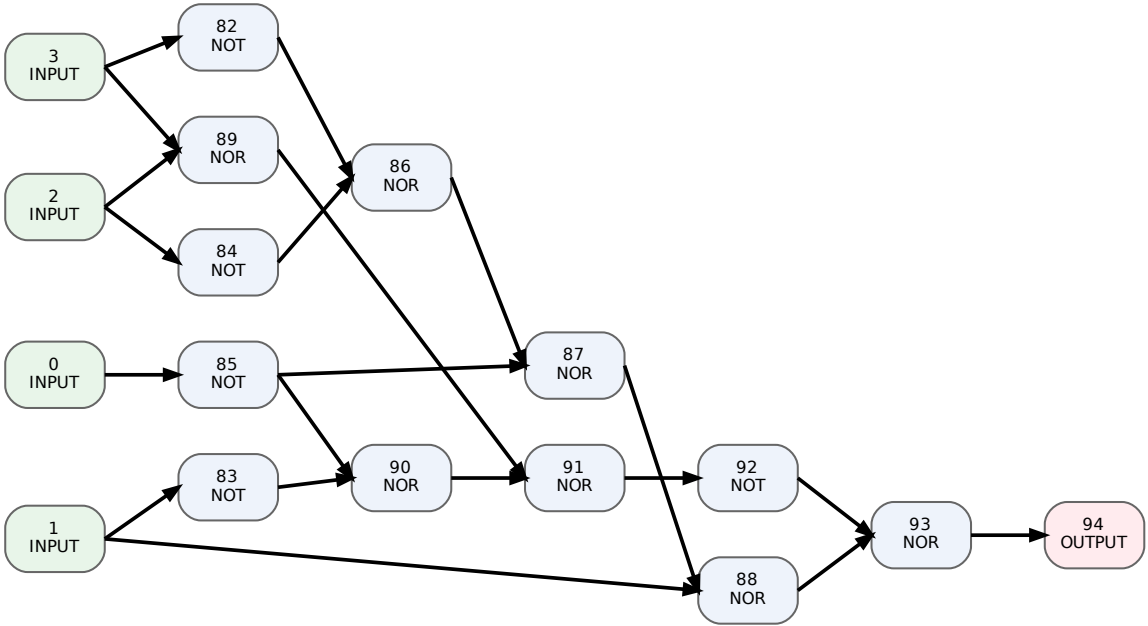 3
INPUT
82
NOT
89
NOR
2
INPUT
84
NOT
86
NOR
0
INPUT
85
NOT
87
NOR
83
NOT
90
NOR
91
NOR
92
NOT
1
INPUT
88
NOR
93
NOR
94
OUTPUT